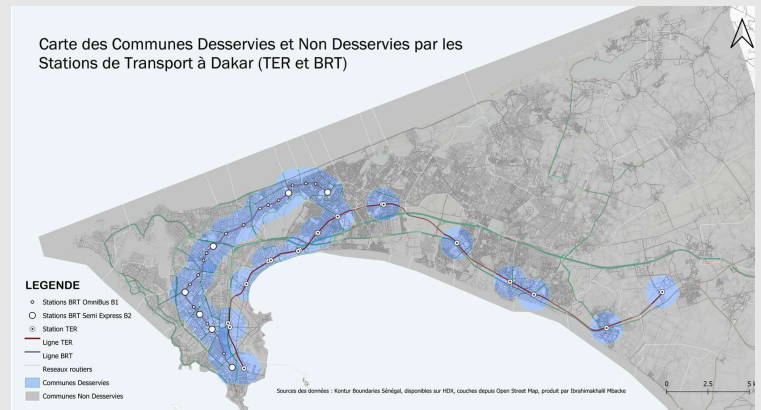 Carte des Communes Desservies et Non Desservies par les
Stations de Transport à Dakar (TER et BRT)
LEGENDE
Stations BRT OmniBus B1
Stations BRT Semi Express B2
Station TER
Ligne TER
Ligne BRT
Reseaux routiers
Communes Desservies
Communes Non Desservies
Sources des données : Kontur Boundaries Sénégal, disponibles sur HDX, couches depuis Open Street Map, produit par Ibrahimakhalil Mbacke
0 2.5 5